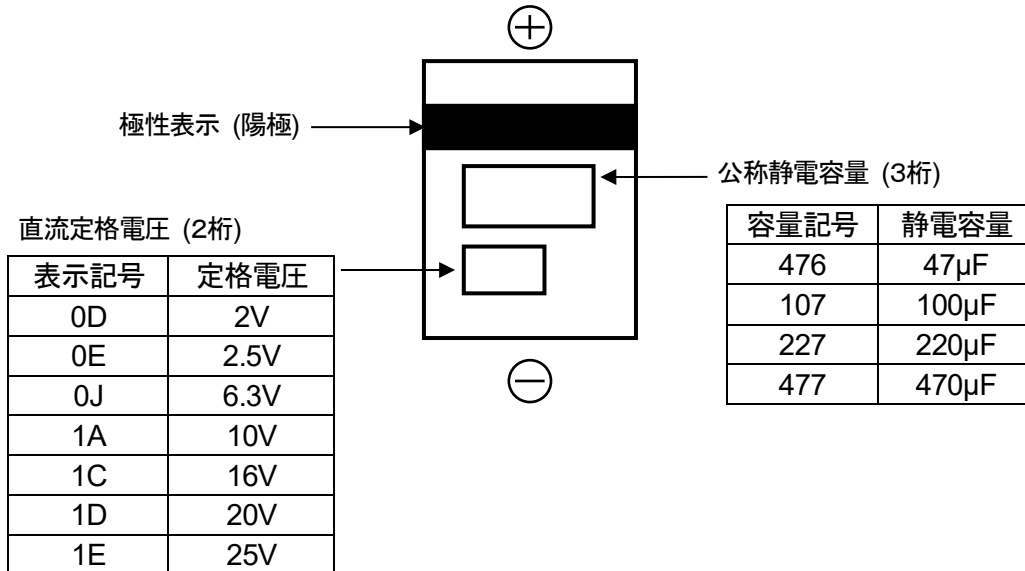 ⊕
極性表示 (陽極)
公称静電容量 (3桁)
容量記号 静電容量
476 47µF
107 100µF
227 220µF
477 470µF
直流定格電圧 (2桁)
表示記号 定格電圧
0D 2V
0E 2.5V
0J 6.3V
1A 10V
1C 16V
1D 20V
1E 25V
⊖